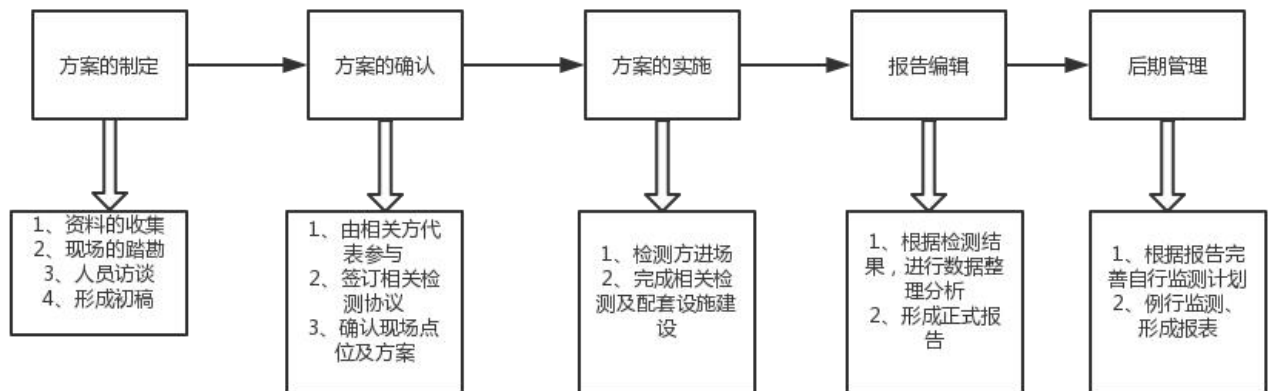 方案的制定
方案的确认
方案的实施
报告编辑
后期管理
1、资料的收集
2、现场的踏勘
3、人员访谈
4、形成初稿
1、由相关方代
表参与
2、签订相关检
测协议
3、确认现场点
位及方案
1、检测方进场
2、完成相关检
测及配套设施建
设
1、根据检测结
果，进行数据整
理分析
2、形成正式报
告
1、根据报告完
善自行监测计划
2、例行监测、
形成报表